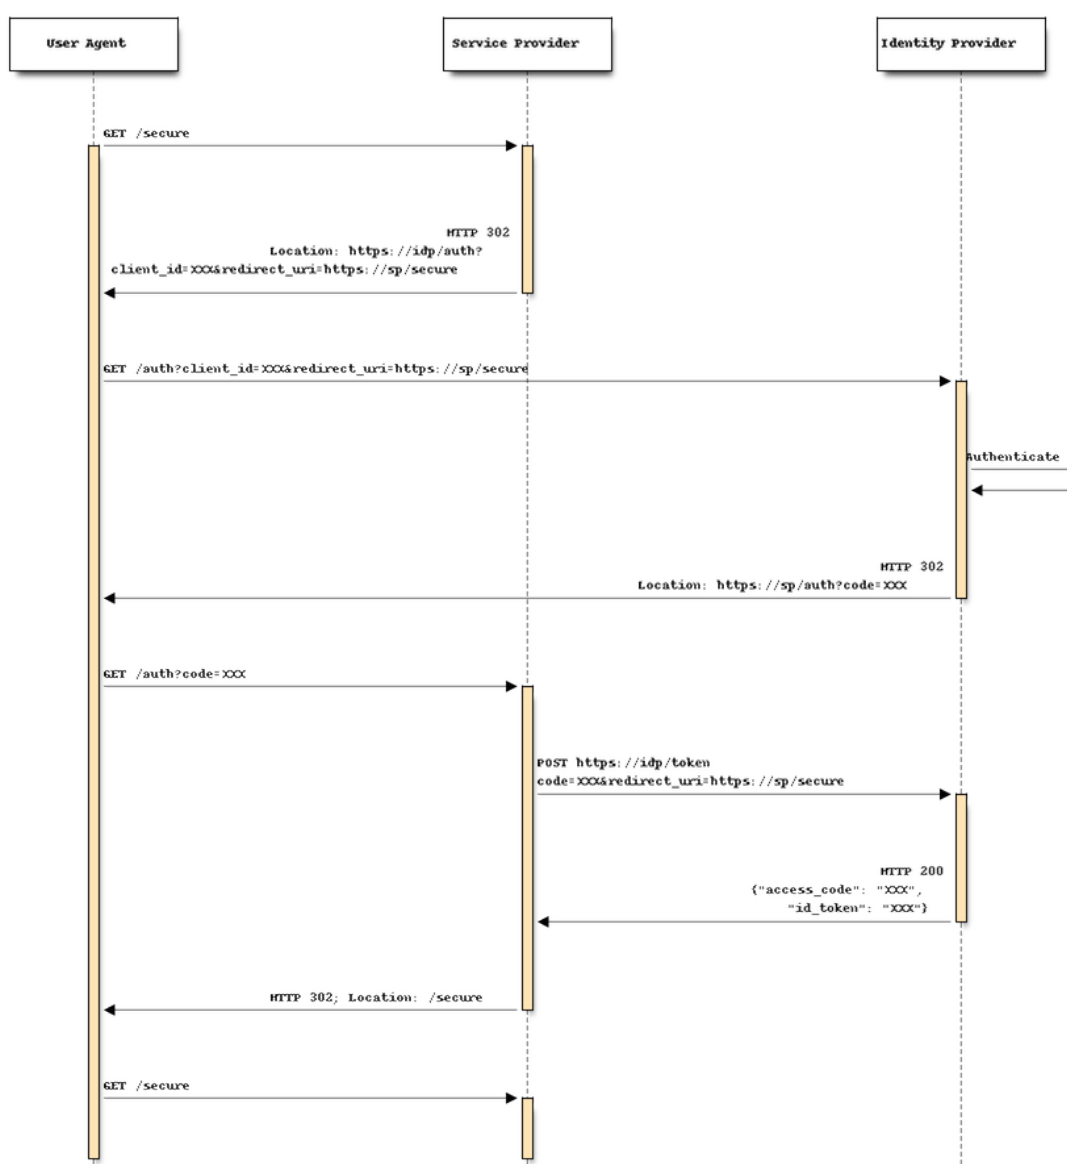 User Agent
Service Provider
Identity Provider
GET /secure
HTTP 302
Location: https://idp/auth?
client_id=XXX&redirect_uri=https://sp/secure
GET /auth?client_id=XXX&redirect_uri=https://sp/secure
Authenticate
HTTP 302
Location: https://sp/auth?code=XXX
GET /auth?code=XXX
POST https://idp/token
code=XXX&redirect_uri=https://sp/secure
HTTP 200
{"access_code": "XXX",
"id_token": "XXX"}
HTTP 302; Location: /secure
GET /secure